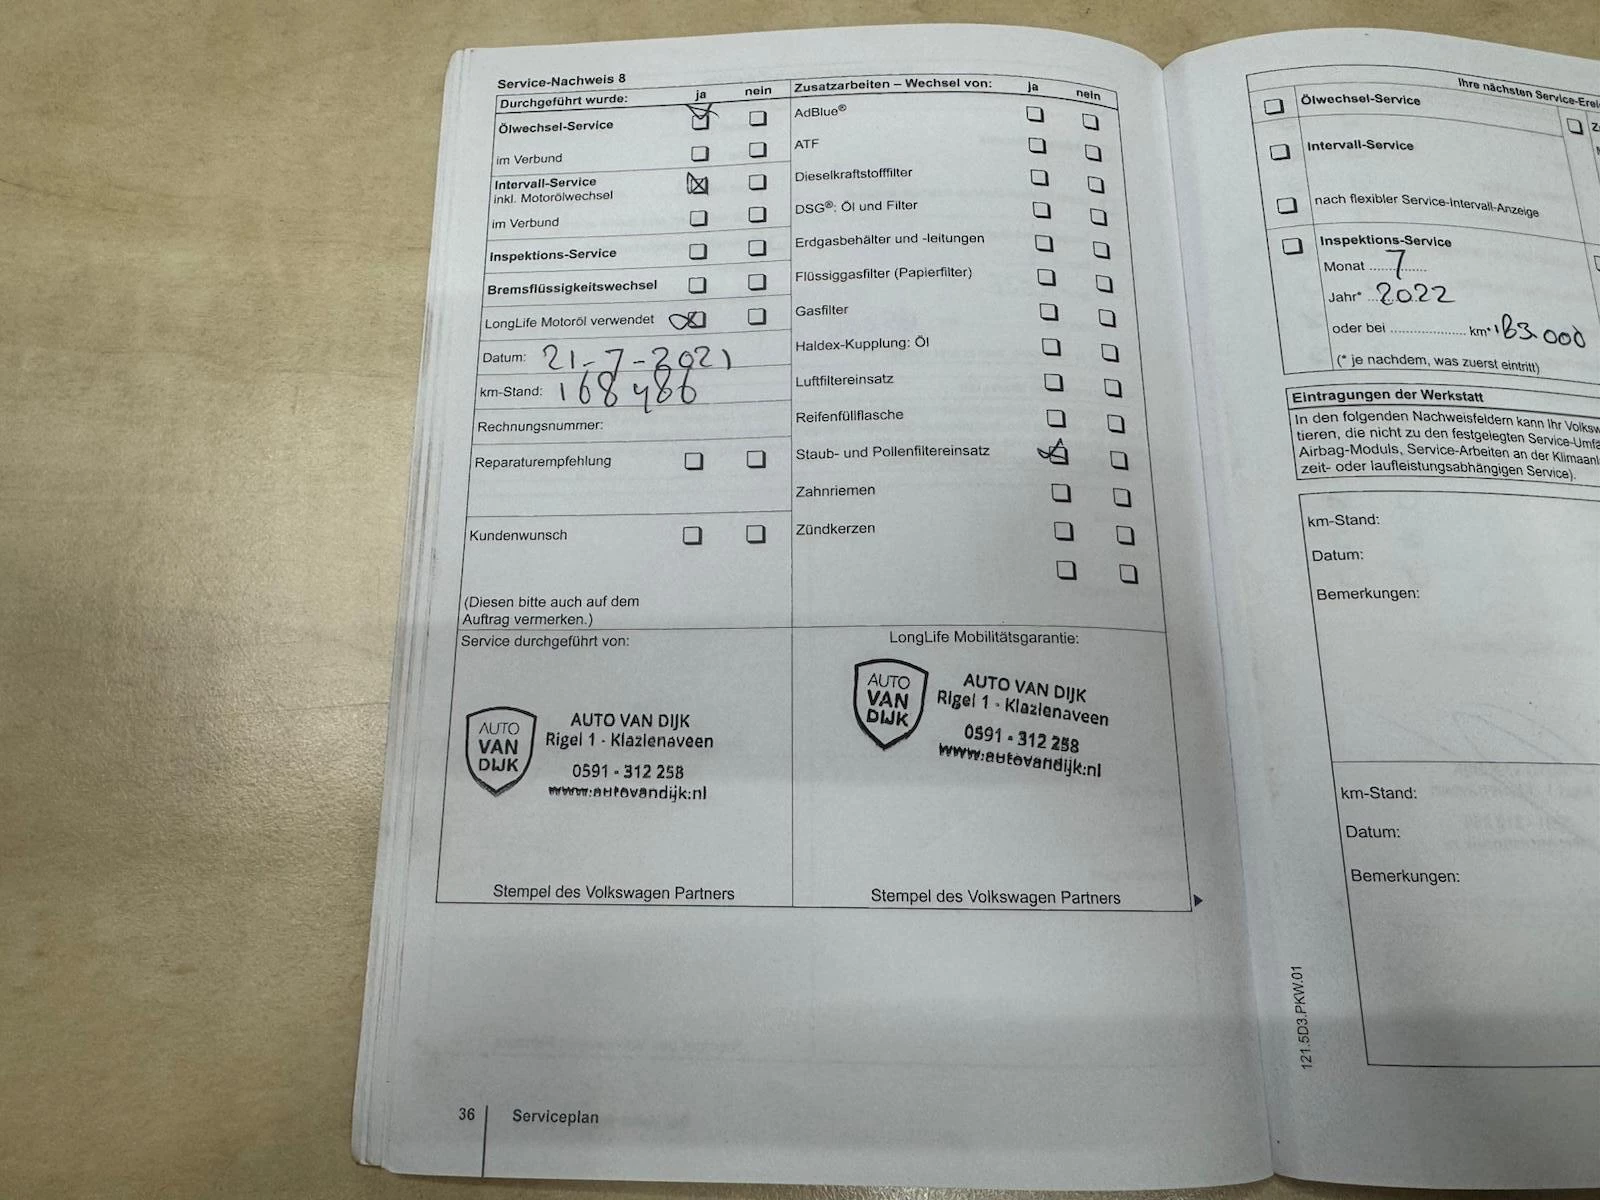 Service-Nachweis 8
Durchgeführt wurde: ja nein
Ölwechsel-Service
im Verbund
Intervall-Service
inkl. Motorölwechsel
im Verbund
Inspektions-Service
Bremsflüssigkeitswechsel
LongLife Motoröl verwendet
Datum: 21-7-2021
km-Stand: 168486
Rechnungsnummer:
Reparaturempfehlung
Kundenwunsch
(Diesen bitte auch auf dem
Auftrag vermerken.)
Zusatzarbeiten – Wechsel von: ja nein
AdBlue®
ATF
Dieselkraftstofffilter
DSG®: Öl und Filter
Erdgasbehälter und -leitungen
Flüssiggasfilter (Papierfilter)
Gasfilter
Haldex-Kupplung: Öl
Luftfiltereinsatz
Reifenfüllflasche
Staub- und Pollenfiltereinsatz
Zahnriemen
Zündkerzen
Service durchgeführt von:
AUTO
VAN
DIJK
AUTO VAN DIJK
Rigel 1 - Klazienaveen
0591 - 312 258
www.autovandijk.nl
Stempel des Volkswagen Partners
LongLife Mobilitätsgarantie:
AUTO
VAN
DIJK
AUTO VAN DIJK
Rigel 1 - Klazienaveen
0591 - 312 258
www.autovandijk.nl
Stempel des Volkswagen Partners
36 Serviceplan
Ihre nächsten
Ölwechsel-Service
Intervall-Service
nach flexibler Service-Intervall-Anzeige
Inspektions-Service
Monat 7
Jahr* 2022
oder bei .................... km*
(* je nachdem, was zuerst eintritt)
Eintragungen der Werkstatt
In den folgenden Nachweisfeldern kann Ihr
tieren, die nicht zu den festgelegten
Airbag-Moduls, Service-Arbeiten an der
zeit- oder laufleistungsabhängigen Service).
km-Stand:
Datum:
Bemerkungen:
km-Stand:
Datum:
Bemerkungen:
121.5D3.PKW.01